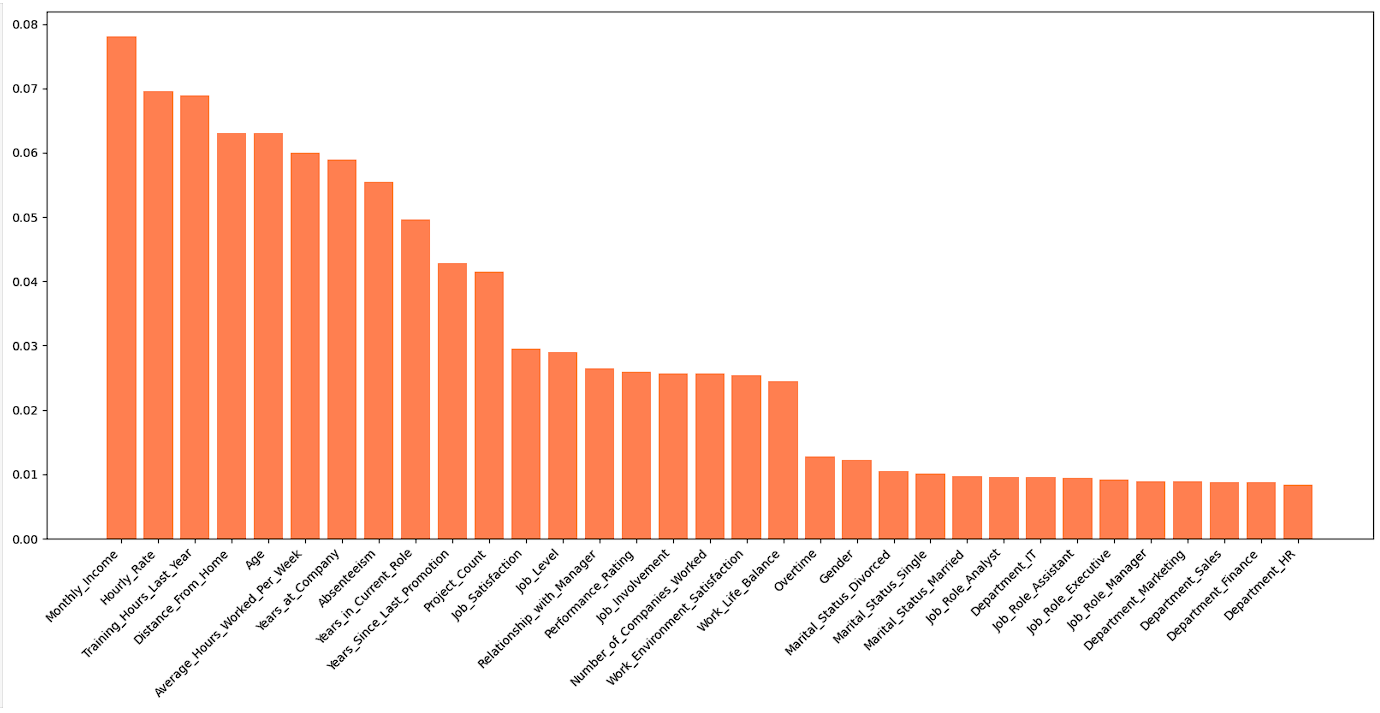 0.08
0.07
0.06
0.05
0.04
0.03
0.02
0.01
0.00
Monthly_Income
Hourly_Rate
Training_Hours_Last_Year
Distance_From_Home
Age
Average_Hours_Worked_Per_Week
Years_at_Company
Absenteeism
Years_in_Current_Role
Years_Since_Last_Promotion
Project_Count
Job_Satisfaction
Job_Level
Relationship_with_Manager
Performance_Rating
Job_Involvement
Number_of_Companies_Worked
Work_Environment_Satisfaction
Work_Life_Balance
Overtime
Gender
Marital_Status_Divorced
Marital_Status_Single
Marital_Status_Married
Job_Role_Analyst
Department_IT
Job_Role_Assistant
Job_Role_Executive
Job_Role_Manager
Department_Marketing
Department_Sales
Department_Finance
Department_HR